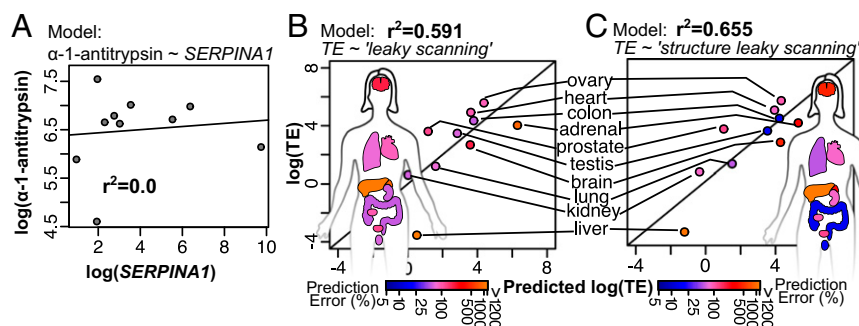 A
Model:
α-1-antitrypsin ~ SERPINA1
log(α-1-antitrypsin)
7.5
6.5
5.5
4.5
r²=0.0
2
4
6
8
10
log(SERPINA1)
B
Model: r²=0.591
TE ~ 'leaky scanning'
log(TE)
8
4
0
-4
-4
0
4
8
ovary
heart
colon
adrenal
prostate
testis
brain
lung
kidney
liver
C
Model: r²=0.655
TE ~ 'structure leaky scanning'
-4
0
4
Prediction
Error (%)
5
10
25
100
500
1000
>1200
Predicted log(TE)
5
10
25
100
500
1000
>1200
Prediction
Error (%)